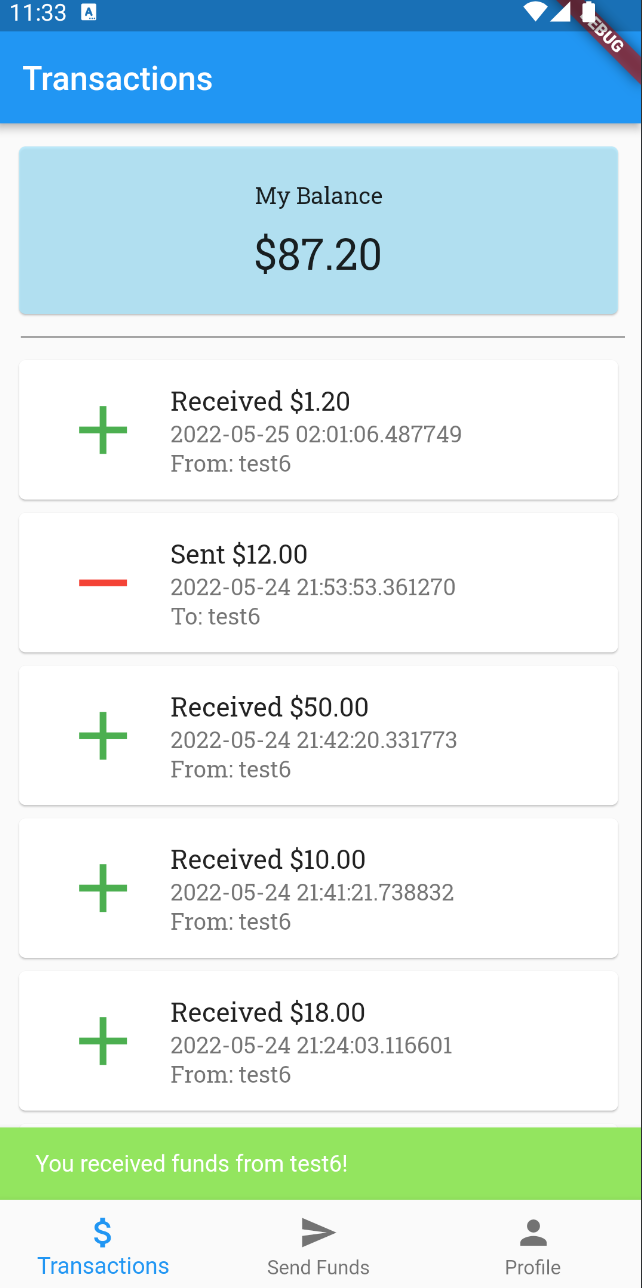 11:33
A
DEBUG
Transactions
My Balance
$87.20
Received $1.20
2022-05-25 02:01:06.487749
From: test6
Sent $12.00
2022-05-24 21:53:53.361270
To: test6
Received $50.00
2022-05-24 21:42:20.331773
From: test6
Received $10.00
2022-05-24 21:41:21.738832
From: test6
Received $18.00
2022-05-24 21:24:03.116601
From: test6
You received funds from test6!
$
Transactions
Send Funds
Profile